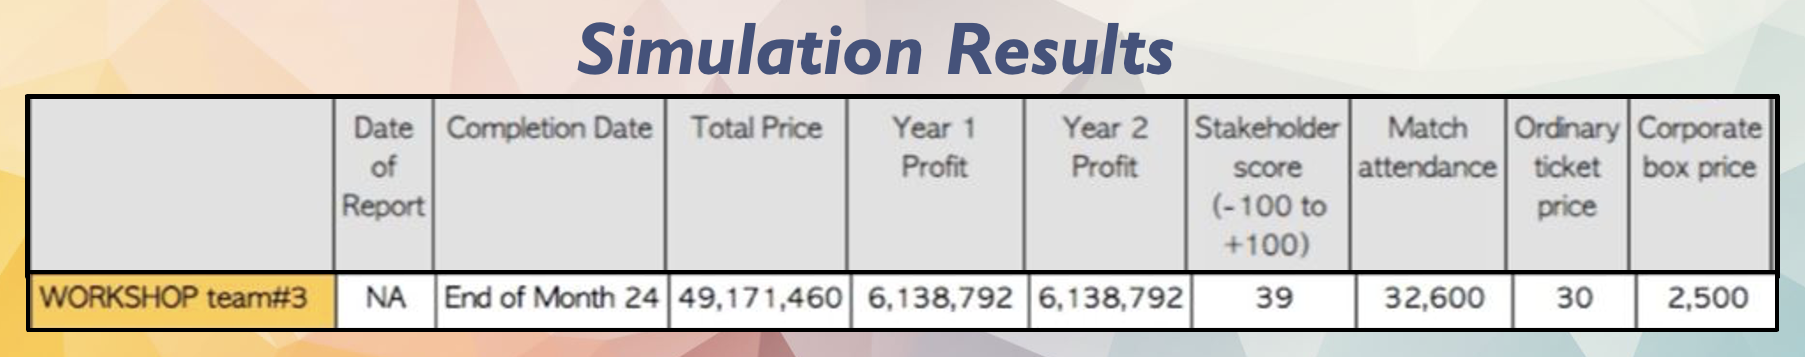 Simulation Results
Date of Report
Completion Date
Total Price
Year 1 Profit
Year 2 Profit
Stakeholder score (-100 to +100)
Match attendance
Ordinary ticket price
Corporate box price
WORKSHOP team#3 NA End of Month 24 49,171,460 6,138,792 6,138,792 39 32,600 30 2,500